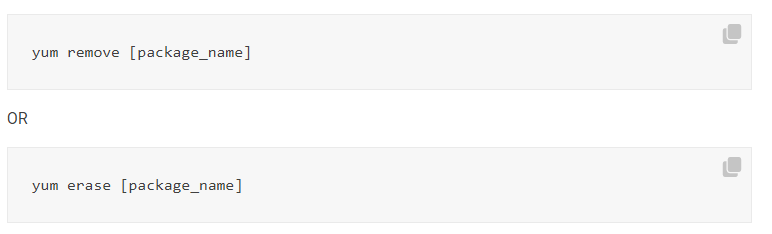 yum remove [package_name]
OR
yum erase [package_name]